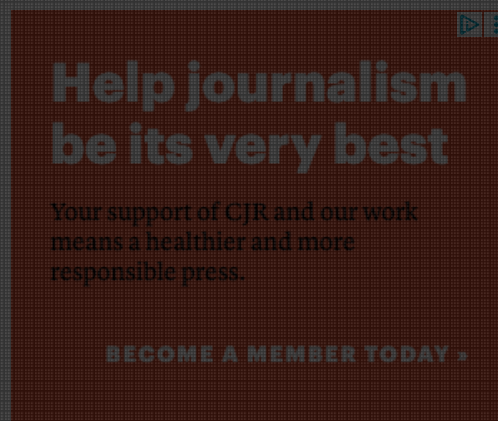 Help journalism
be its very best
Your support of CJR and our work
means a healthier and more
responsible press.
BECOME A MEMBER TODAY »